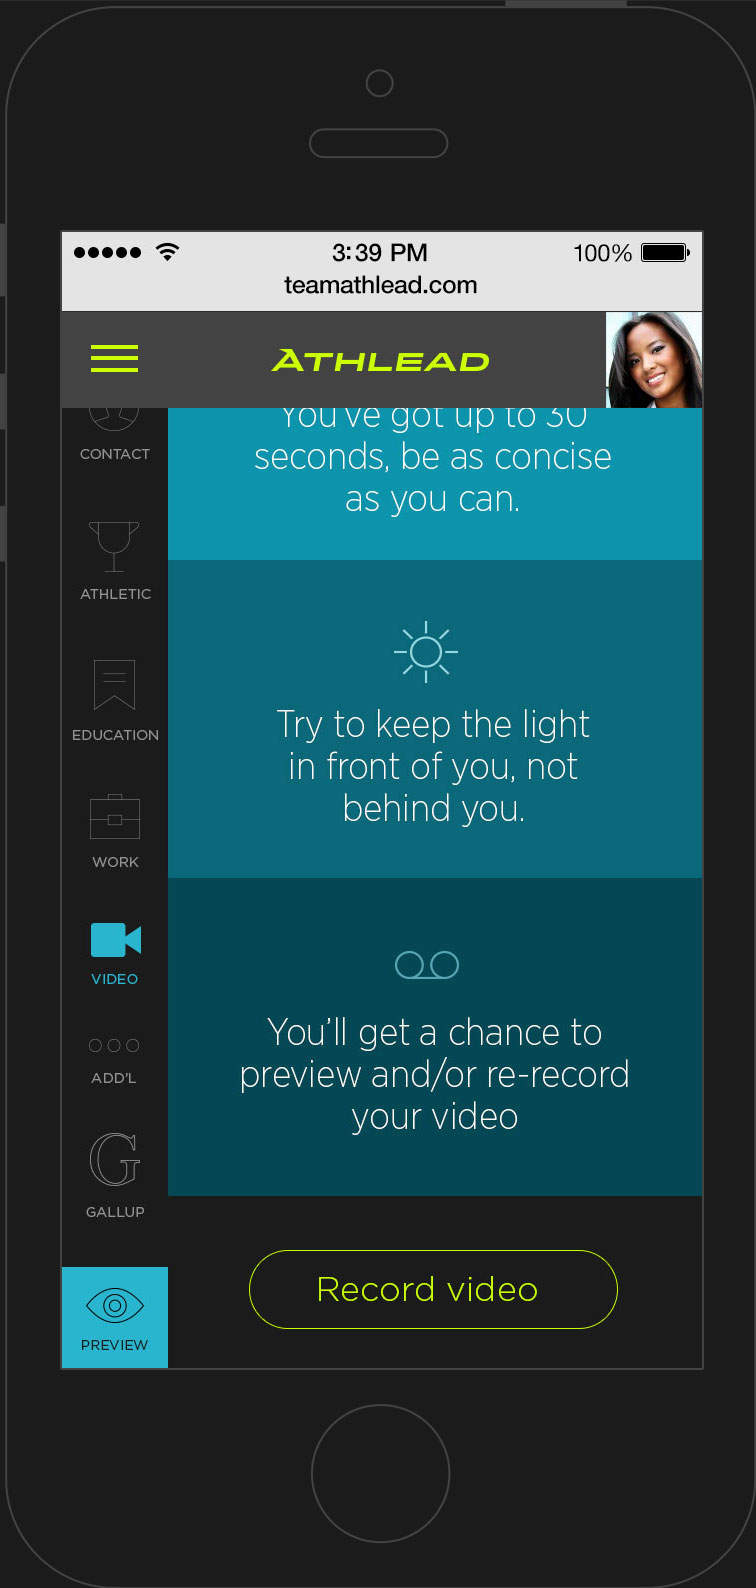 3:39 PM
100%
teamathlead.com
ATHLEAD
CONTACT
ATHLETIC
EDUCATION
WORK
VIDEO
ADD'L
G
GALLUP
PREVIEW
You've got up to 30
seconds, be as concise
as you can.
Try to keep the light
in front of you, not
behind you.
You'll get a chance to
preview and/or re-record
your video
Record video